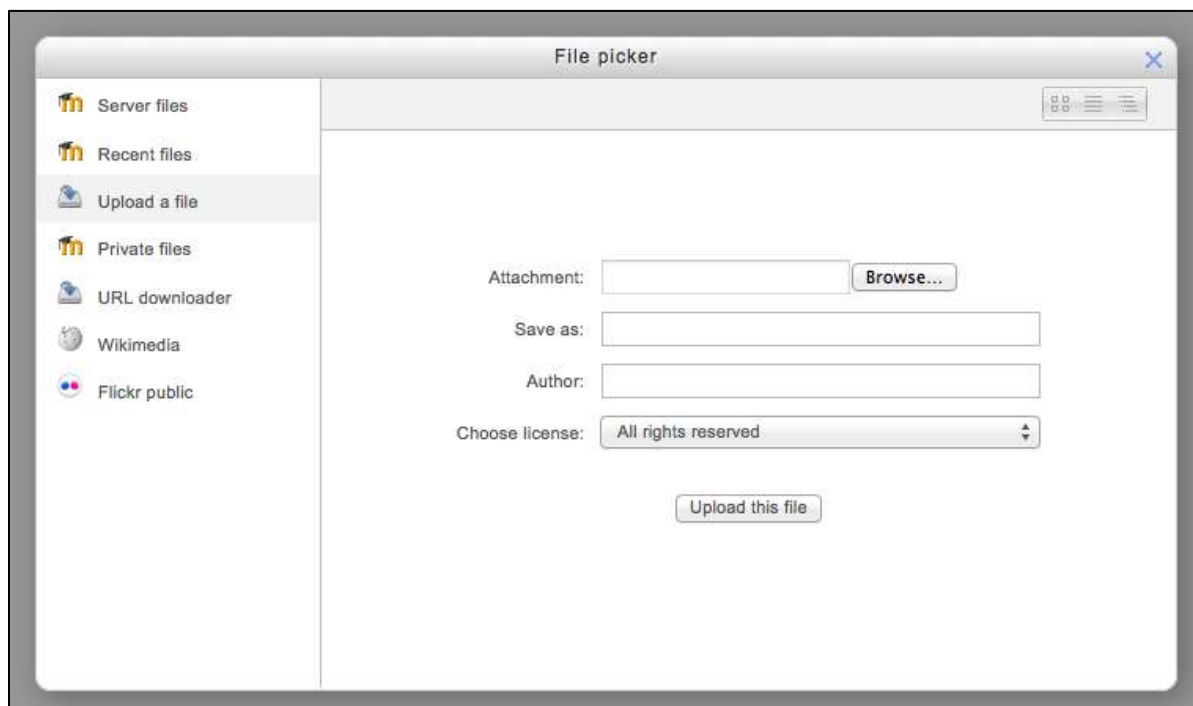 File picker
Server files
Recent files
Upload a file
Private files
URL downloader
Wikimedia
Flickr public
Attachment:
Browse...
Save as:
Author:
Choose license:
All rights reserved
Upload this file